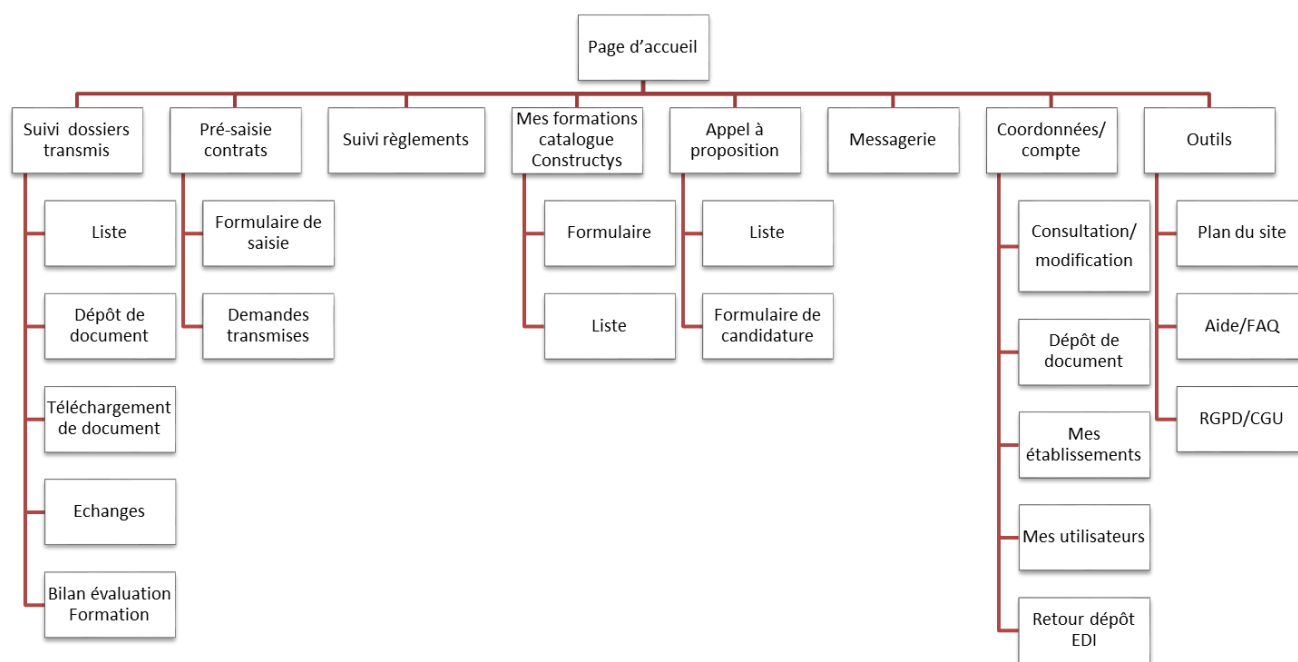 Page d’accueil
Suivi dossiers
transmis
Pré-saisie
contrats
Suivi règlements
Mes formations
catalogue
Constructys
Appel à
proposition
Messagerie
Coordonnées/
compte
Outils
Liste
Dépôt de
document
Téléchargement
de document
Echanges
Bilan évaluation
Formation
Formulaire de
saisie
Demandes
transmises
Formulaire
Liste
Liste
Formulaire de
candidature
Consultation/
modification
Dépôt de
document
Mes
établissements
Mes utilisateurs
Retour dépôt
EDI
Plan du site
Aide/FAQ
RGPD/CGU